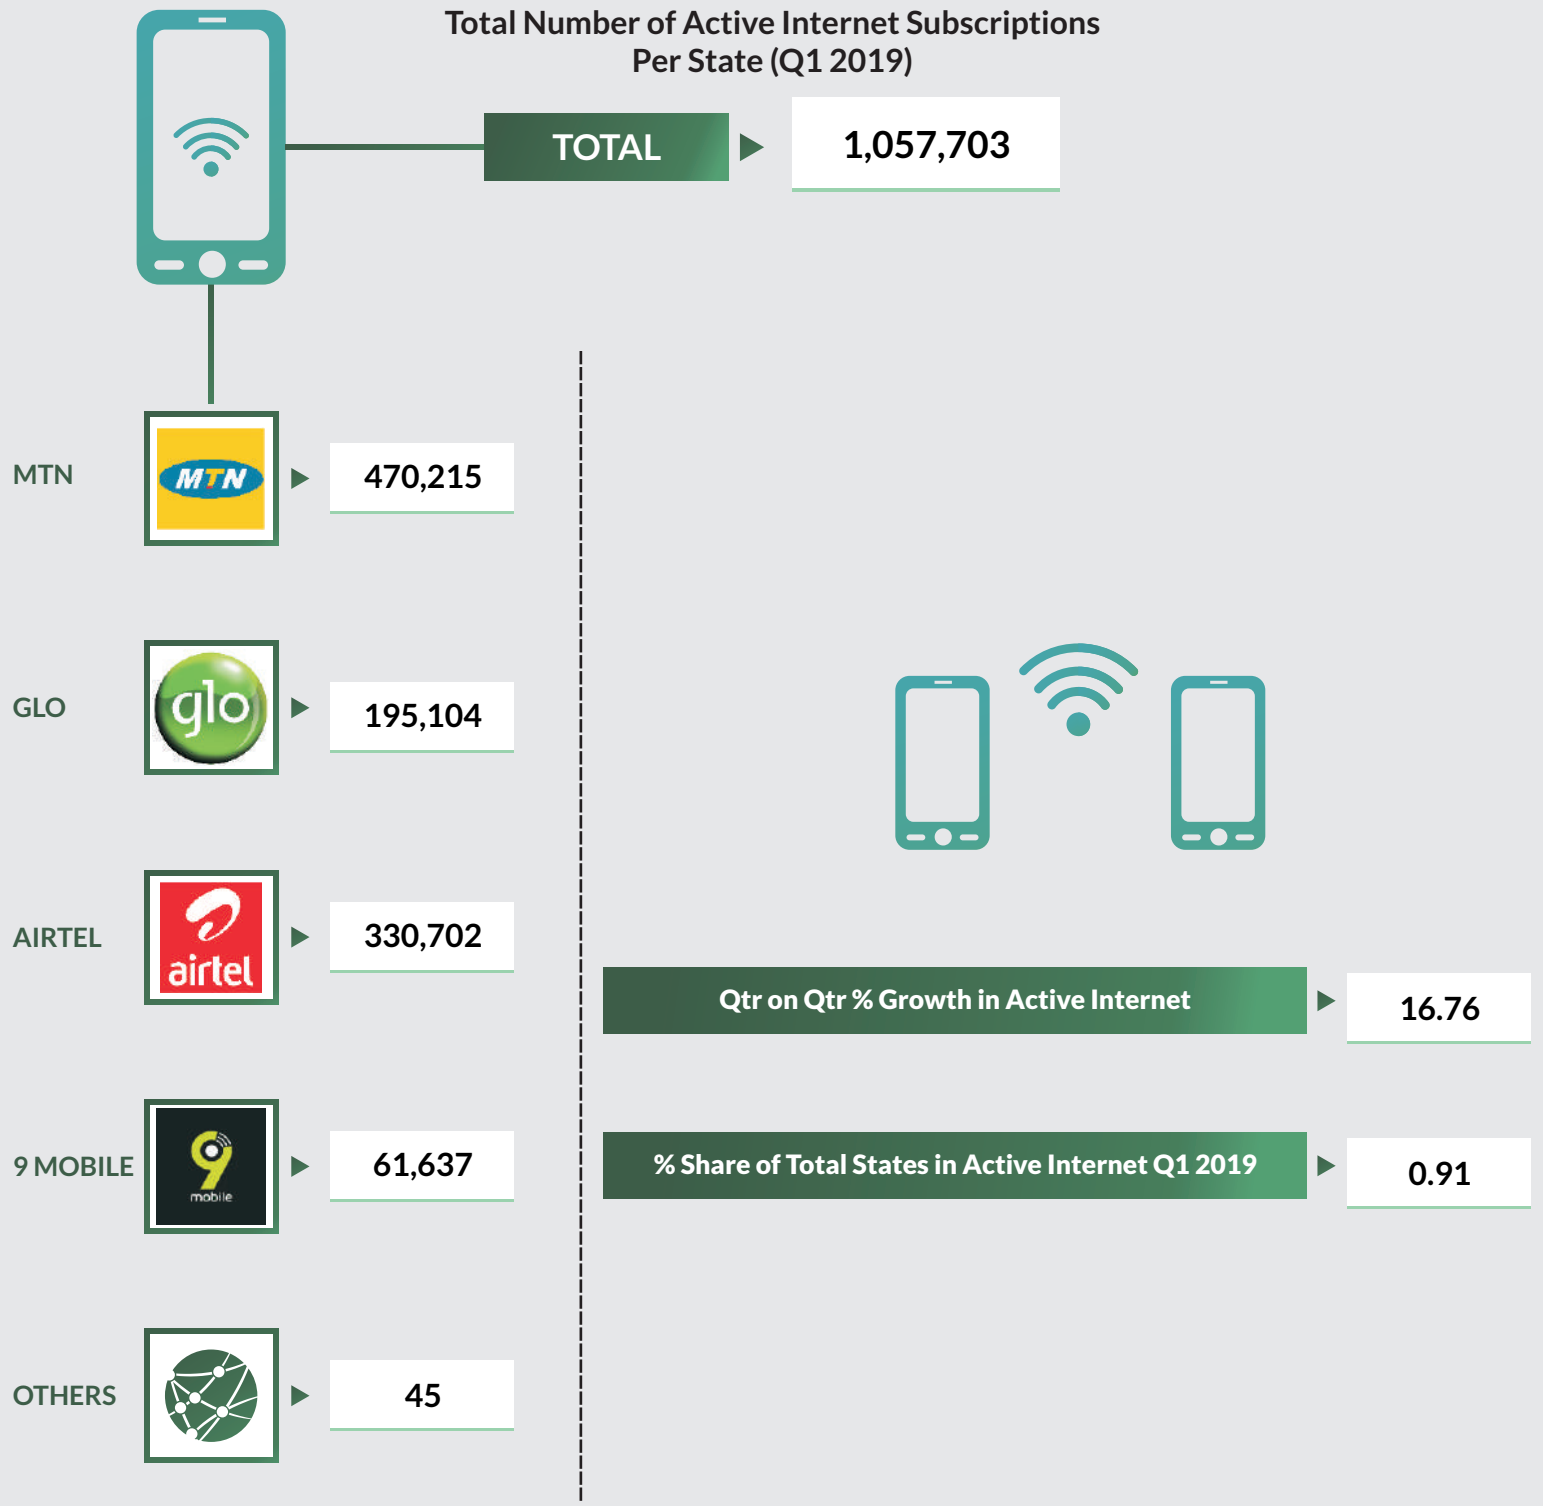 Total Number of Active Internet Subscriptions
Per State (Q1 2019)
TOTAL
1,057,703
MTN
MTN
470,215
GLO
glo
195,104
AIRTEL
airtel
330,702
9 MOBILE
9
mobile
61,637
OTHERS
45
Qtr on Qtr % Growth in Active Internet
16.76
% Share of Total States in Active Internet Q1 2019
0.91